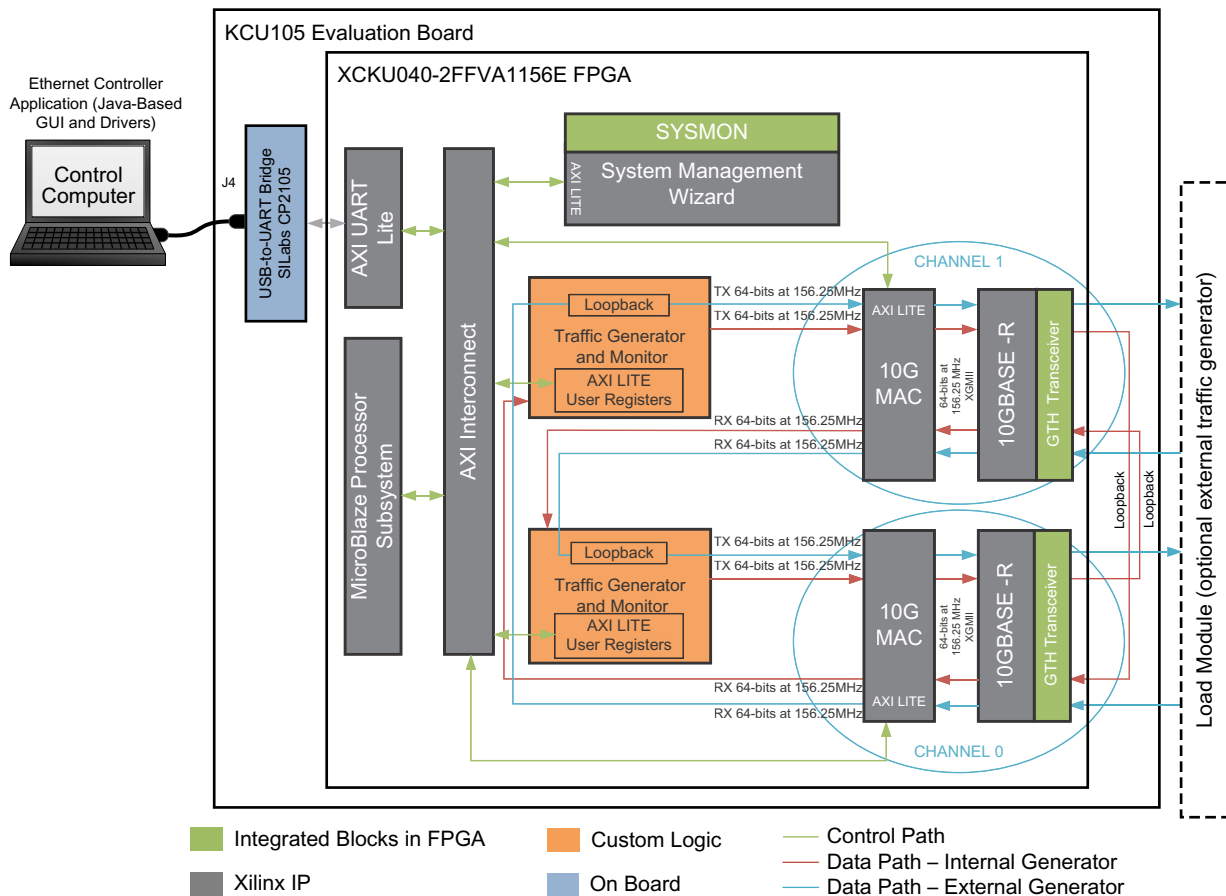 KCU105 Evaluation Board
XCKU040-2FFVA1156E FPGA
Ethernet Controller
Application (Java-Based
GUI and Drivers)
Control
Computer
J4
USB-to-UART Bridge
SILabs CP2105
AXI UART
Lite
MicroBlaze Processor
Subsystem
AXI Interconnect
SYSMON
AXI LITE
System Management
Wizard
Loopback
Traffic Generator
and Monitor
AXI LITE
User Registers
TX 64-bits at 156.25MHz
TX 64-bits at 156.25MHz
RX 64-bits at 156.25MHz
RX 64-bits at 156.25MHz
CHANNEL 1
AXI LITE
10G
MAC
64-bits at
156.25 MHz
XGMII
10GBASE -R
GTH Transceiver
Loopback
Loopback
Loopback
Traffic Generator
and Monitor
AXI LITE
User Registers
TX 64-bits at 156.25MHz
TX 64-bits at 156.25MHz
RX 64-bits at 156.25MHz
RX 64-bits at 156.25MHz
10G
MAC
AXI LITE
64-bits at
156.25 MHz
XGMII
10GBASE -R
GTH Transceiver
CHANNEL 0
Load Module (optional external traffic generator)
Integrated Blocks in FPGA
Custom Logic
Control Path
Data Path – Internal Generator
Xilinx IP
On Board
Data Path – External Generator